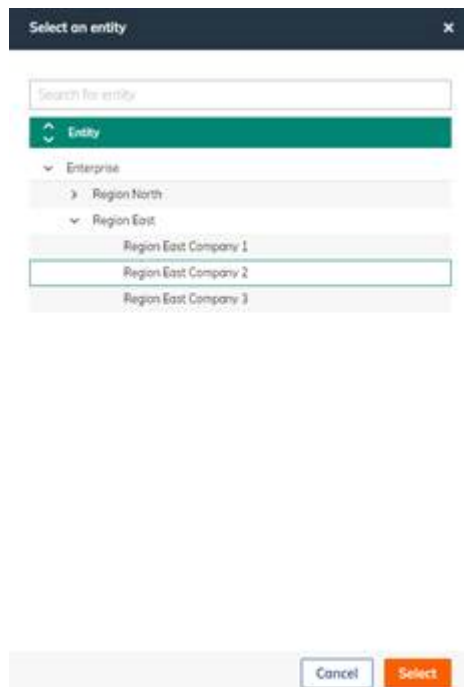 Select an entity
Search for entity
Entity
Enterprise
Region North
Region East
Region East Company 1
Region East Company 2
Region East Company 3
Cancel Select